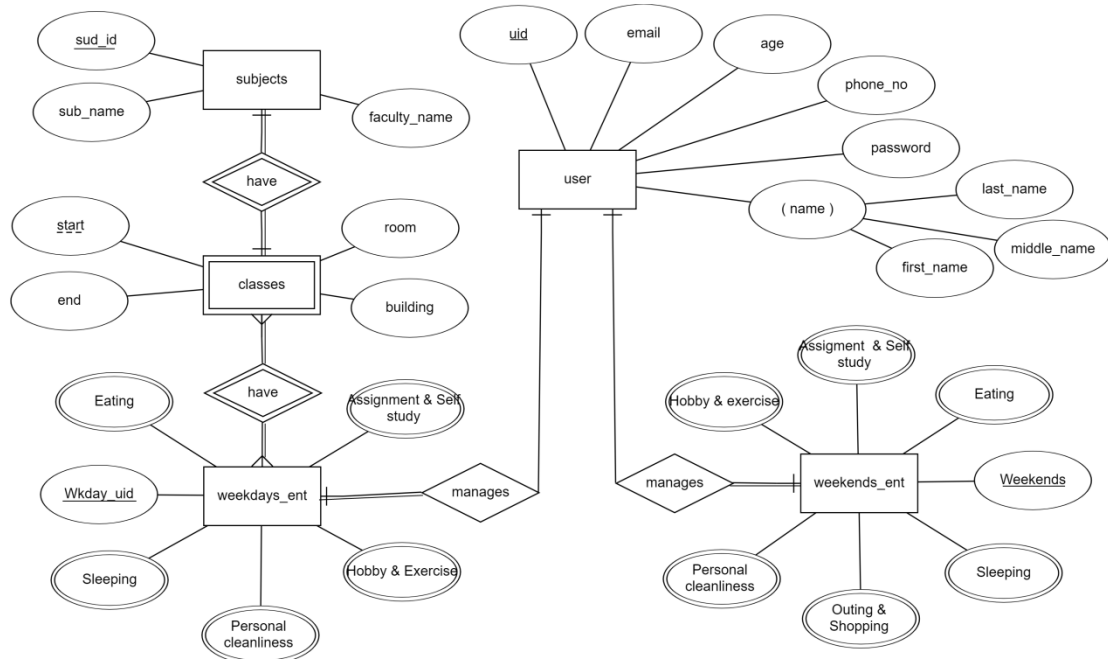 sud_id
subjects
sub_name
faculty_name
have
start
room
classes
end
building
have
Eating
Assignment & Self
study
Wkday_uid
weekdays_ent
manages
Sleeping
Hobby & Exercise
Personal
cleanliness
uid
email
age
phone_no
password
user
( name )
last_name
middle_name
first_name
Assigment & Self
study
Hobby & exercise
Eating
manages
weekends_ent
Weekends
Personal
cleanliness
Sleeping
Outing &
Shopping